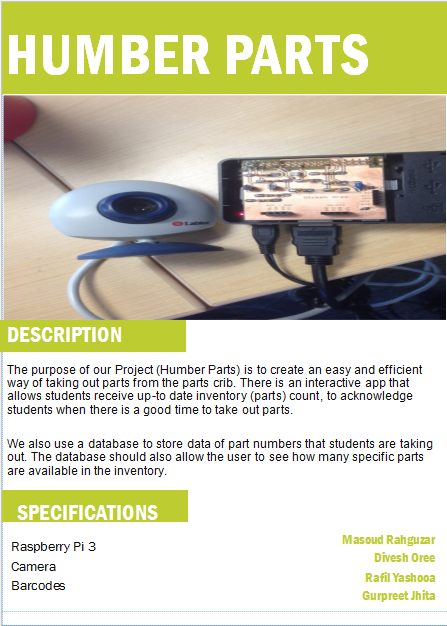 HUMBER PARTS
Labtec
DESCRIPTION
The purpose of our Project (Humber Parts) is to create an easy and efficient
way of taking out parts from the parts crib. There is an interactive app that
allows students receive up-to date inventory (parts) count, to acknowledge
students when there is a good time to take out parts.
We also use a database to store data of part numbers that students are taking
out. The database should also allow the user to see how many specific parts
are available in the inventory.
SPECIFICATIONS
Raspberry Pi 3
Camera
Barcodes
Masoud Rahguzar
Divesh Oree
Rafil Yashooa
Gurpreet Jhita